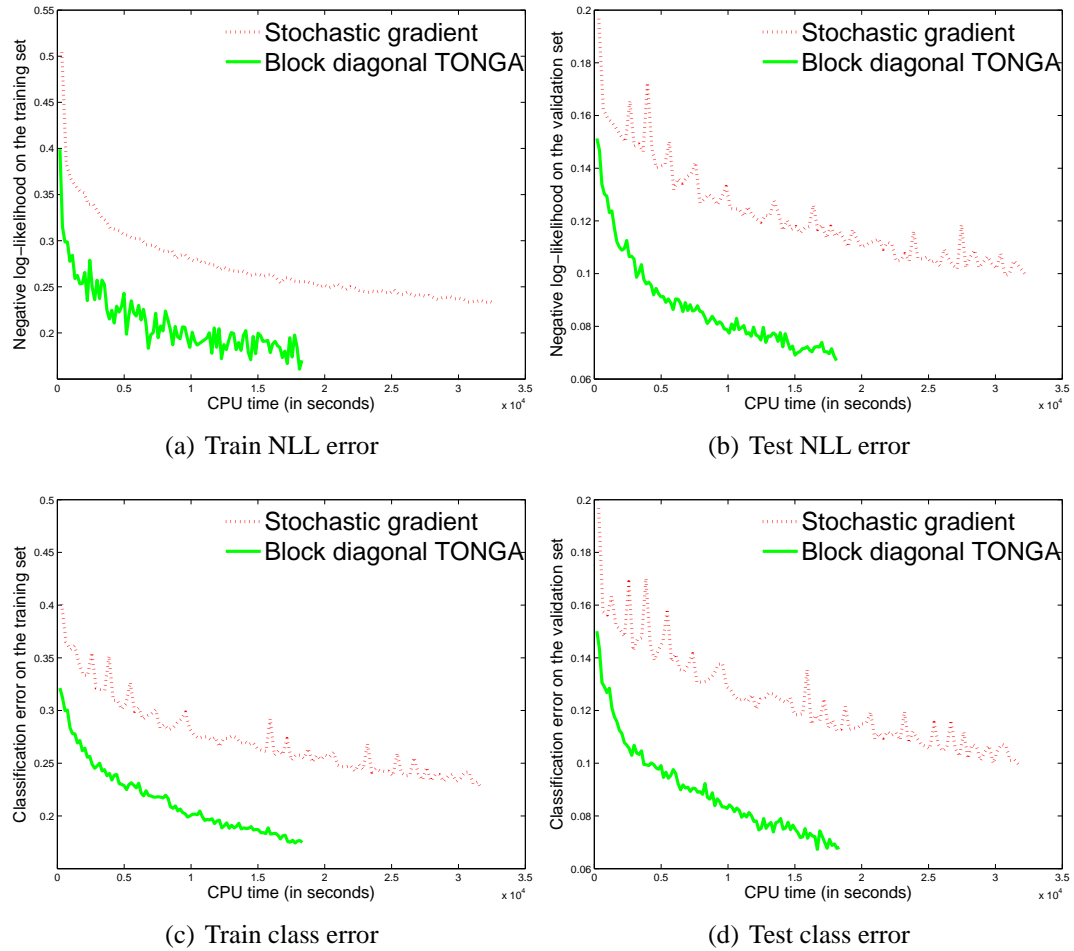 0.55
0.5
0.45
0.4
0.35
0.3
0.25
0.2
Negative log−likelihood on the training set
Stochastic gradient
Block diagonal TONGA
0 0.5 1 1.5 2 2.5 3 3.5
x 10^4
CPU time (in seconds)
(a) Train NLL error
0.2
0.18
0.16
0.14
0.12
0.1
0.08
0.06
Negative log−likelihood on the validation set
Stochastic gradient
Block diagonal TONGA
0 0.5 1 1.5 2 2.5 3 3.5
x 10^4
CPU time (in seconds)
(b) Test NLL error
0.5
0.45
0.4
0.35
0.3
0.25
0.2
Classification error on the training set
Stochastic gradient
Block diagonal TONGA
0 0.5 1 1.5 2 2.5 3 3.5
x 10^4
CPU time (in seconds)
(c) Train class error
0.2
0.18
0.16
0.14
0.12
0.1
0.08
0.06
Classification error on the validation set
Stochastic gradient
Block diagonal TONGA
0 0.5 1 1.5 2 2.5 3 3.5
x 10^4
CPU time (in seconds)
(d) Test class error